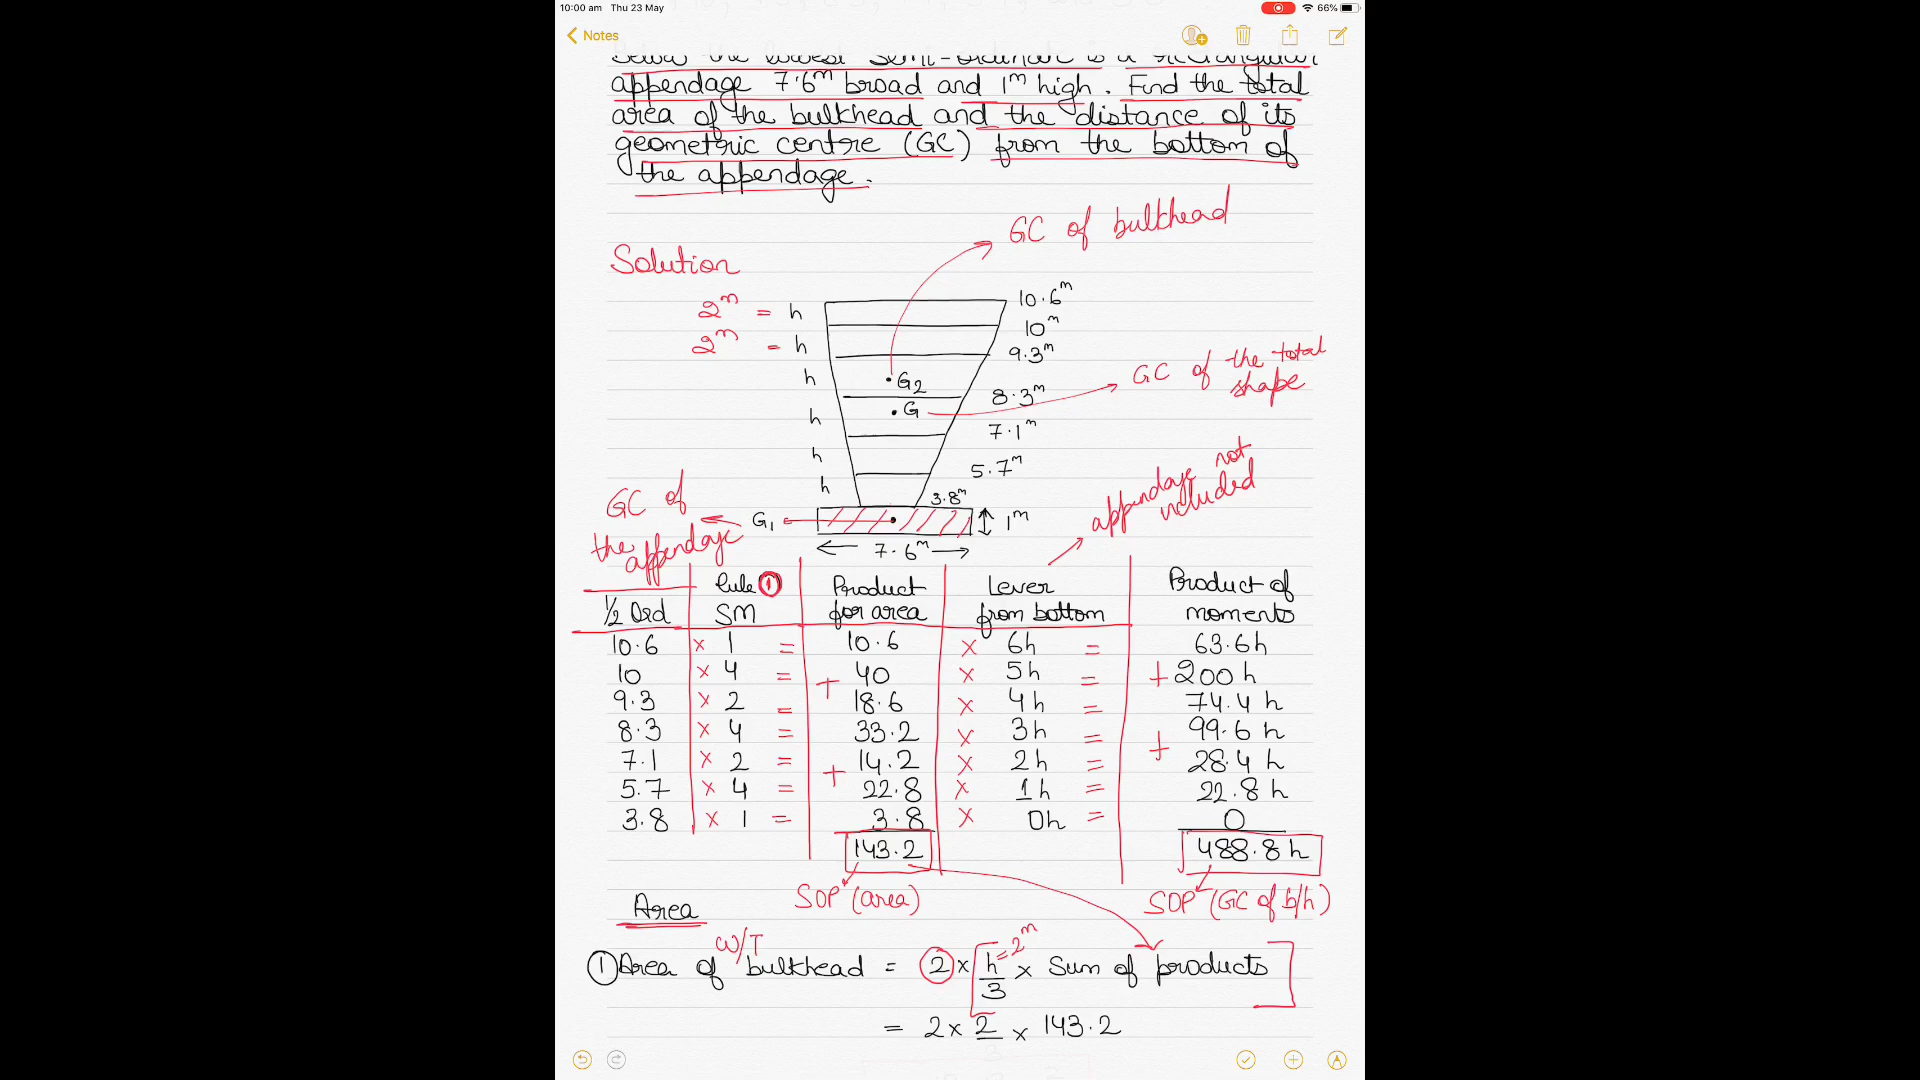 10:00 am Thu 23 May
66%
Notes
Below the lowest Semi-ordinate is a rectangular
appendage 7.6m broad and 1m high. Find the total
area of the bulkhead and the distance of its
geometric centre (GC) from the bottom of
the appendage.
GC of bulkhead
Solution
2m = h
10.6m
10m
2m = h
9.3m
GC of the total
shape
h
G2
8.3m
G
h
7.1m
h
5.7m
h
3.8m
appendage not
included
GC of
the appendage
G1
1m
7.6m
1/2 Ord
Rule 1
SM
Product
for area
Lever
from bottom
Product of
moments
10.6 × 1 = 10.6 × 6h = 63.6h
10 × 4 = + 40 × 5h = + 200h
9.3 × 2 = 18.6 × 4h = 74.4h
8.3 × 4 = 33.2 × 3h = 99.6h
7.1 × 2 = + 14.2 × 2h = + 28.4h
5.7 × 4 = 22.8 × 1h = 22.8h
3.8 × 1 = 3.8 × 0h = 0
143.2 488.8h
SOP (area) SOP (GC of b/h)
Area
W/T
① Area of bulkhead = 2 × [h/3 × Sum of products]
= 2m
= 2 × 2 × 143.2